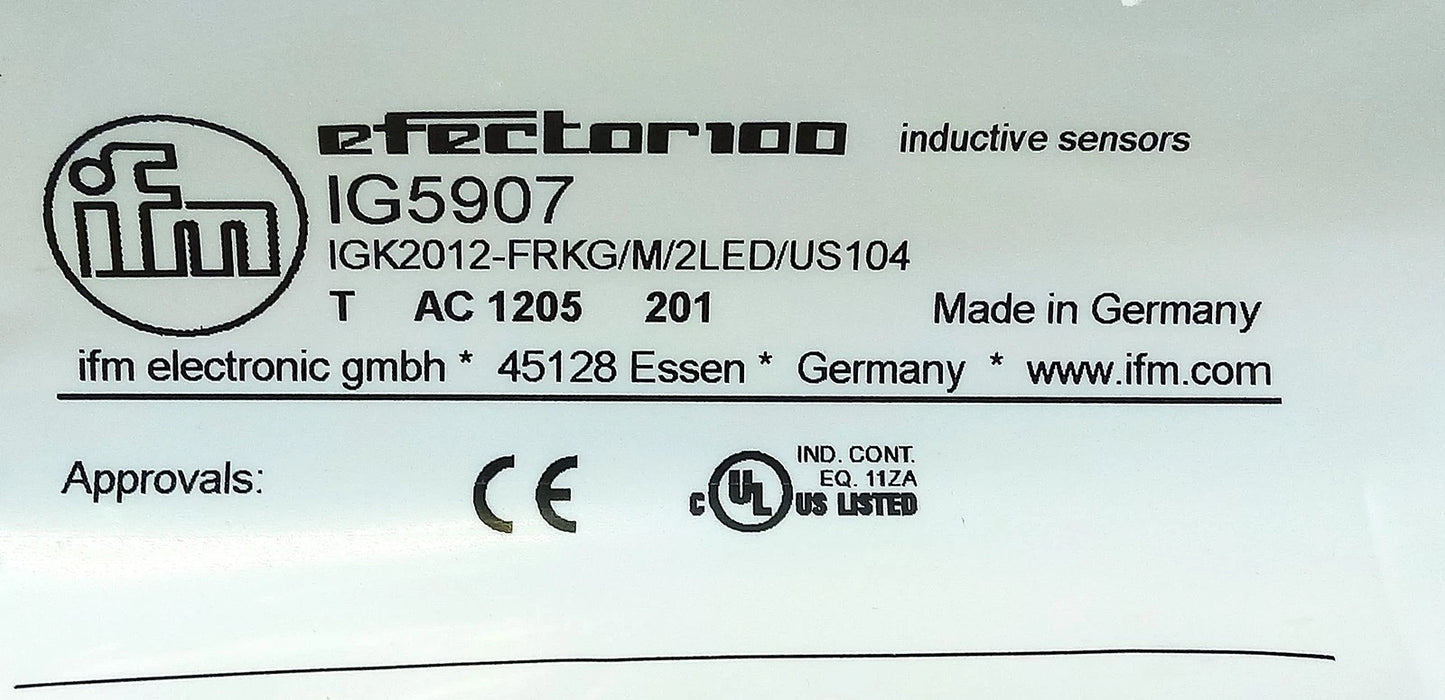 ifm
efector100 inductive sensors
IG5907
IGK2012-FRKG/M/2LED/US104
T AC 1205 201 Made in Germany
ifm electronic gmbh * 45128 Essen * Germany * www.ifm.com
Approvals:
CE
c UL US LISTED
IND. CONT.
EQ. 11ZA